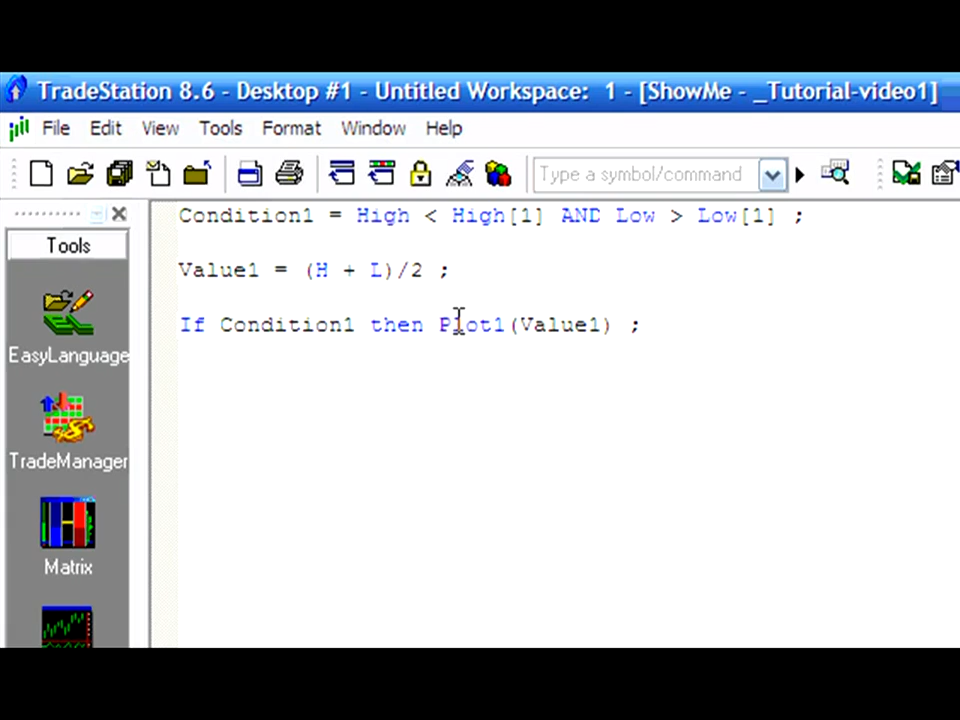 TradeStation 8.6 - Desktop #1 - Untitled Workspace: 1 - [ShowMe - _Tutorial-video1]
File Edit View Tools Format Window Help
Type a symbol/command
Tools
EasyLanguage
TradeManager
Matrix
Condition1 = High < High[1] AND Low > Low[1] ;
Value1 = (H + L)/2 ;
If Condition1 then Plot1(Value1) ;